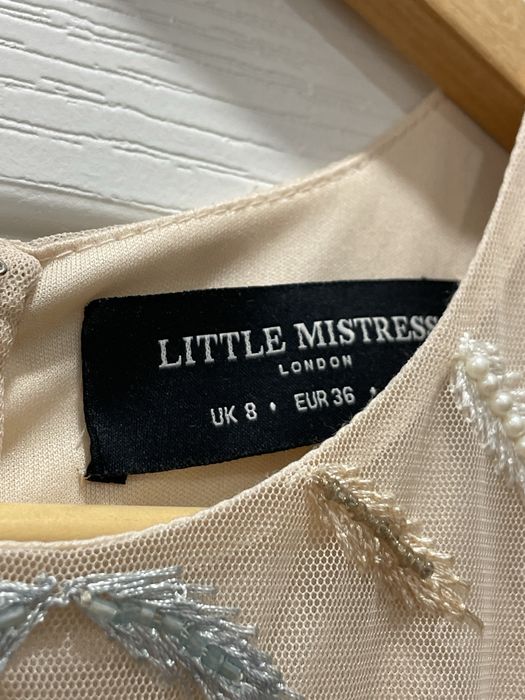 LITTLE MISTRESS
LONDON
UK 8 • EUR 36 •